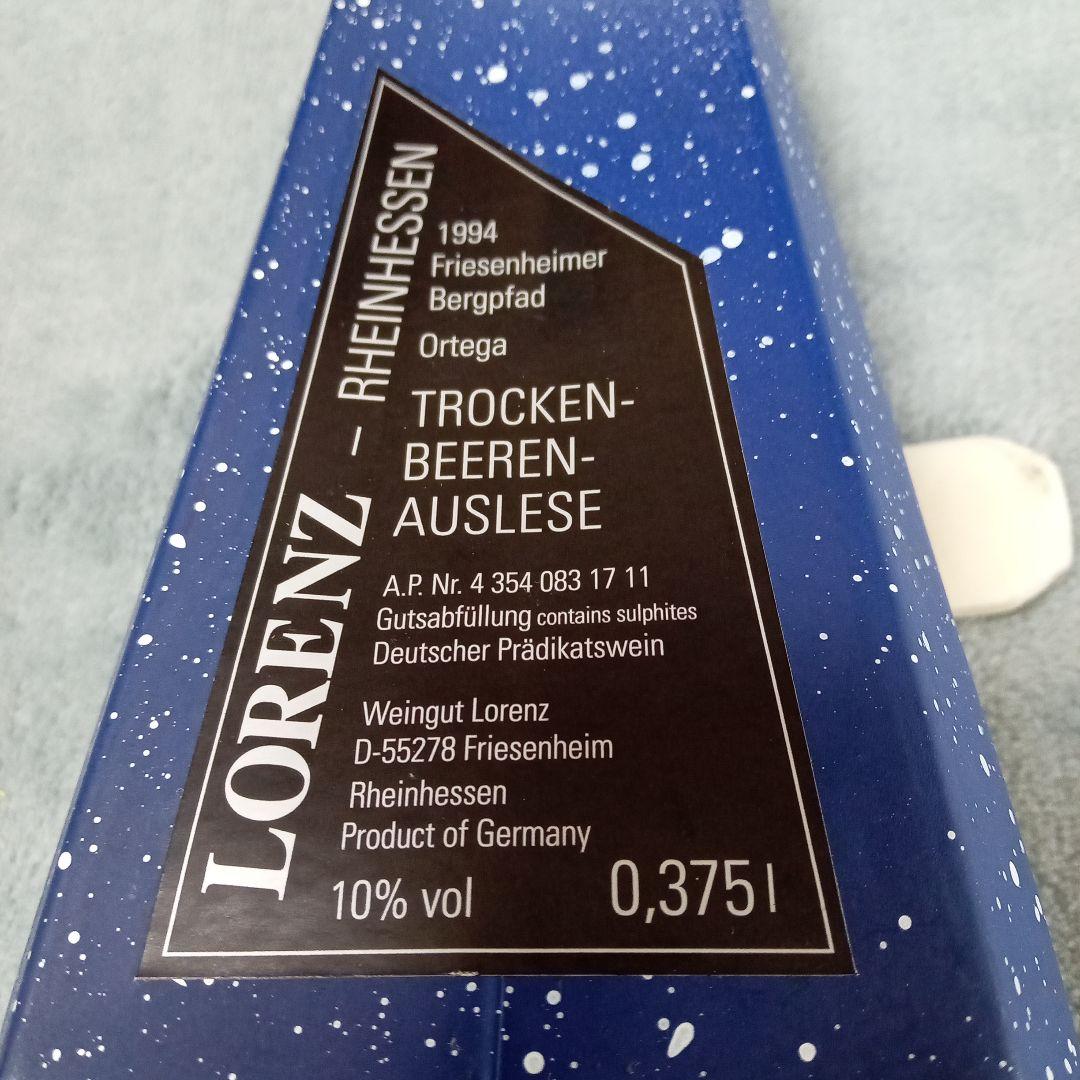 LORENZ – RHEINHESSEN
1994
Friesenheimer
Bergpfad
Ortega
TROCKEN-
BEEREN-
AUSLESE
A.P. Nr. 4 354 083 17 11
Gutsabfüllung contains sulphites
Deutscher Prädikatswein
Weingut Lorenz
D-55278 Friesenheim
Rheinhessen
Product of Germany
10% vol 0,375 l